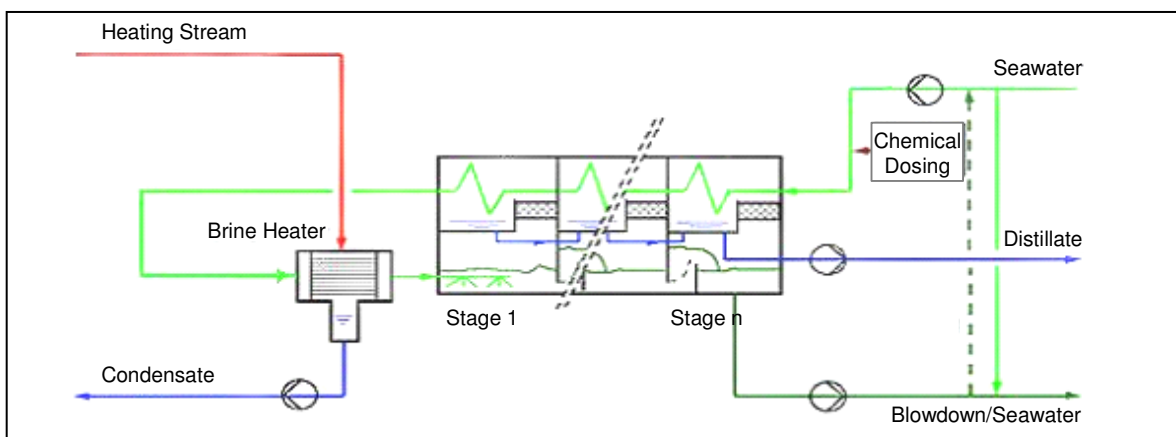 Heating Stream
Seawater
Chemical
Dosing
Brine Heater
Distillate
Stage 1
Stage n
Condensate
Blowdown/Seawater